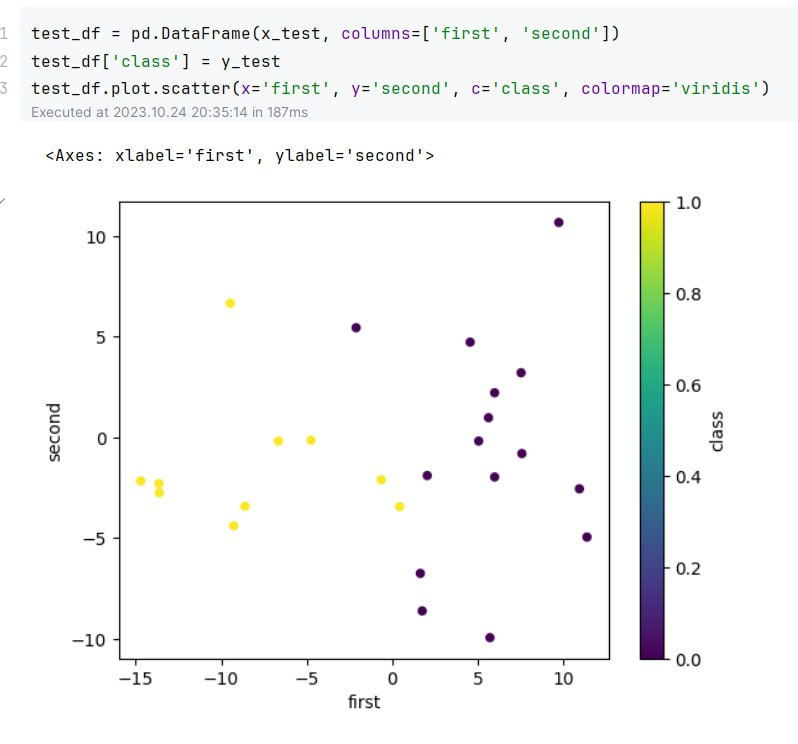 1 test_df = pd.DataFrame(x_test, columns=['first', 'second'])
2 test_df['class'] = y_test
3 test_df.plot.scatter(x='first', y='second', c='class', colormap='viridis')
Executed at 2023.10.24 20:35:14 in 187ms
<Axes: xlabel='first', ylabel='second'>
10
5
0
−5
−10
second
−15 −10 −5 0 5 10
first
1.0
0.8
0.6
0.4
0.2
0.0
class